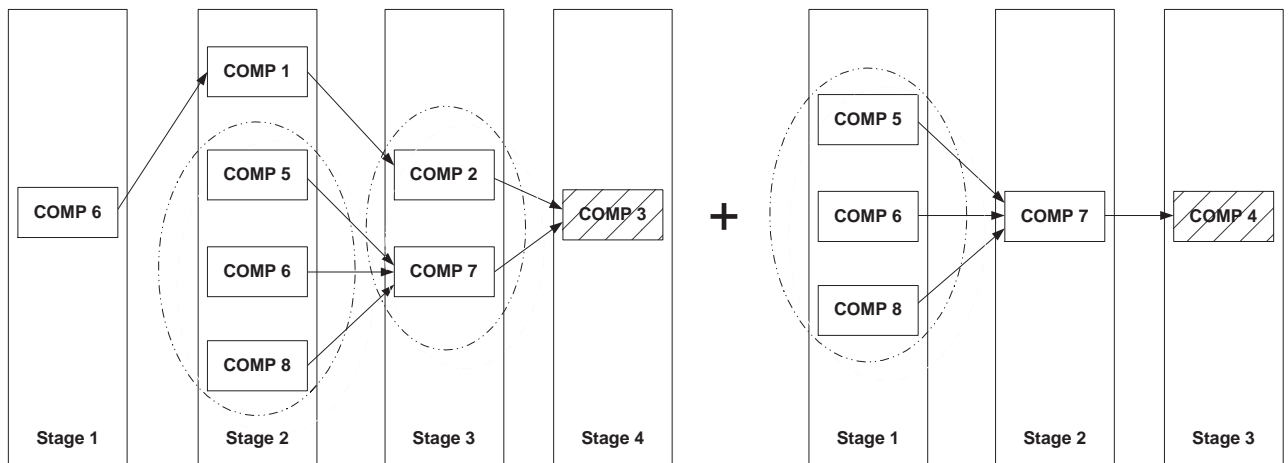 COMP 6
Stage 1
COMP 1
COMP 5
COMP 6
COMP 8
Stage 2
COMP 2
COMP 7
Stage 3
COMP 3
Stage 4
+
COMP 5
COMP 6
COMP 8
Stage 1
COMP 7
Stage 2
COMP 4
Stage 3